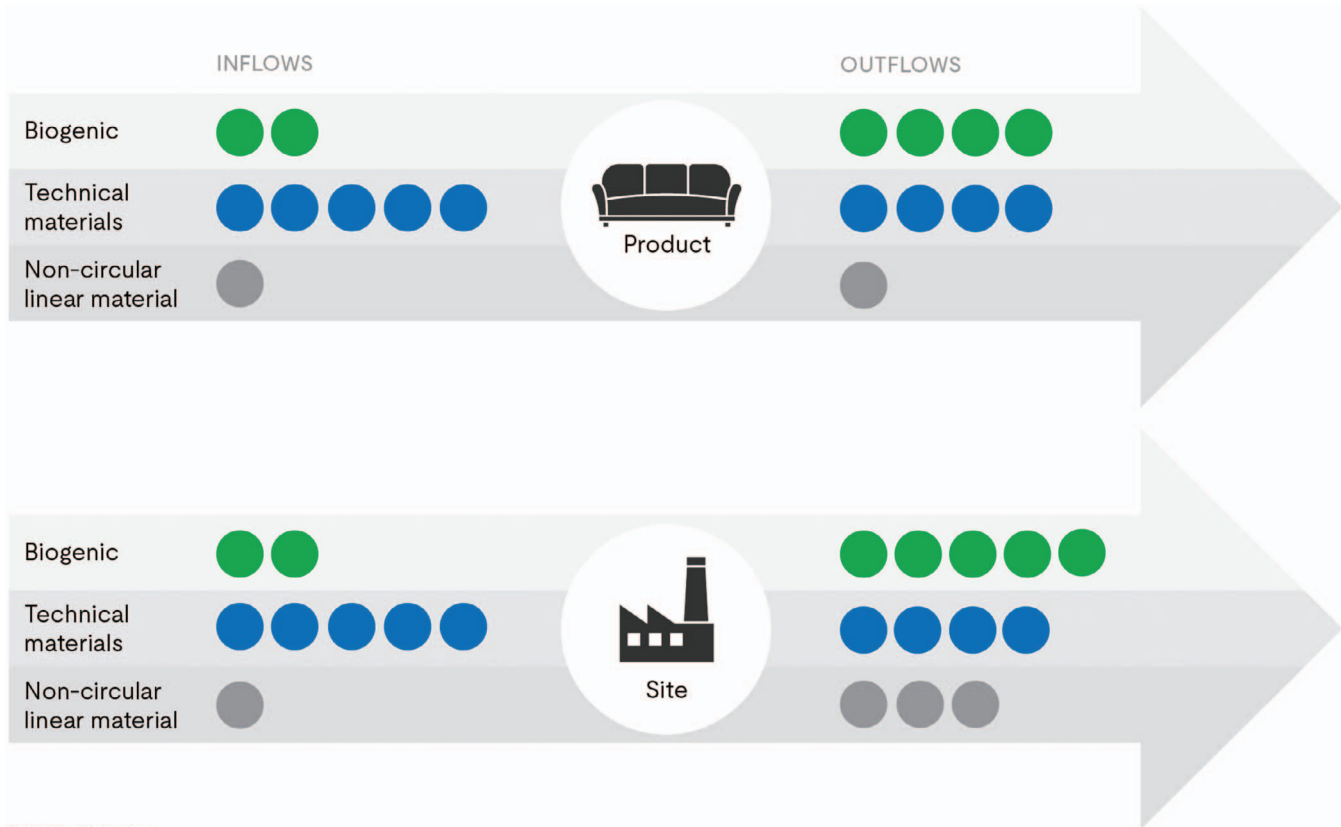 INFLOWS
OUTFLOWS
Biogenic
Technical
materials
Non-circular
linear material
Product
Biogenic
Technical
materials
Non-circular
linear material
Site